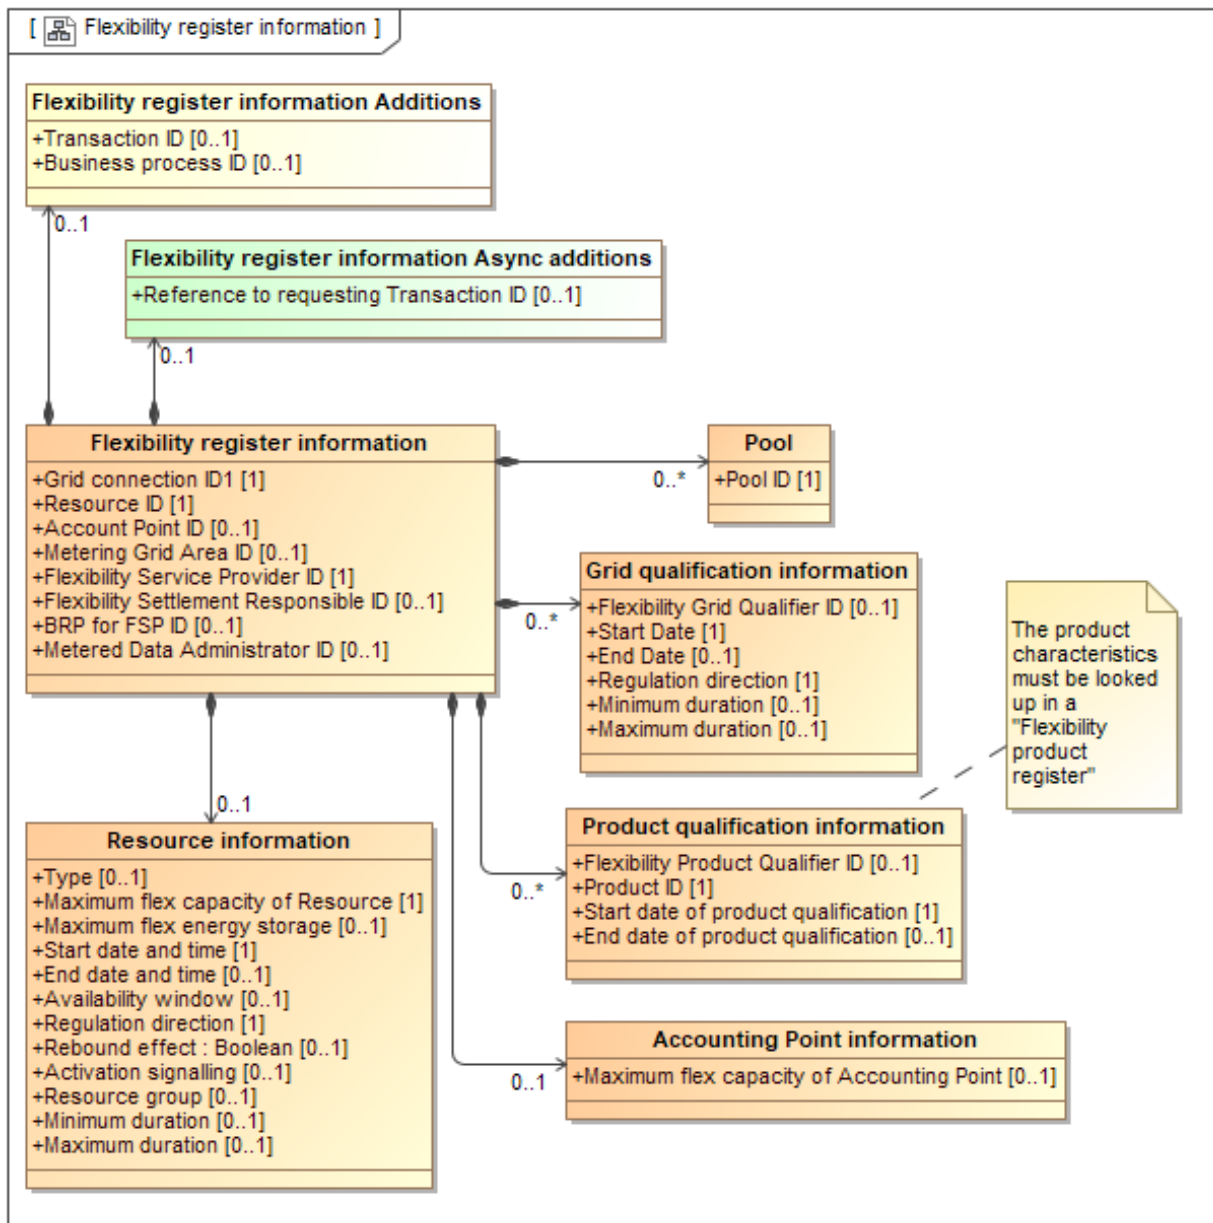 [ Flexibility register information ]
Flexibility register information Additions
+Transaction ID [0..1]
+Business process ID [0..1]
0..1
Flexibility register information Async additions
+Reference to requesting Transaction ID [0..1]
0..1
Flexibility register information
+Grid connection ID1 [1]
+Resource ID [1]
+Account Point ID [0..1]
+Metering Grid Area ID [0..1]
+Flexibility Service Provider ID [1]
+Flexibility Settlement Responsible ID [0..1]
+BRP for FSP ID [0..1]
+Metered Data Administrator ID [0..1]
0..*
Pool
+Pool ID [1]
0..*
Grid qualification information
+Flexibility Grid Qualifier ID [0..1]
+Start Date [1]
+End Date [0..1]
+Regulation direction [1]
+Minimum duration [0..1]
+Maximum duration [0..1]
The product
characteristics
must be looked
up in a
"Flexibility
product
register"
0..1
Resource information
+Type [0..1]
+Maximum flex capacity of Resource [1]
+Maximum flex energy storage [0..1]
+Start date and time [1]
+End date and time [0..1]
+Availability window [0..1]
+Regulation direction [1]
+Rebound effect : Boolean [0..1]
+Activation signalling [0..1]
+Resource group [0..1]
+Minimum duration [0..1]
+Maximum duration [0..1]
0..*
Product qualification information
+Flexibility Product Qualifier ID [0..1]
+Product ID [1]
+Start date of product qualification [1]
+End date of product qualification [0..1]
0..1
Accounting Point information
+Maximum flex capacity of Accounting Point [0..1]